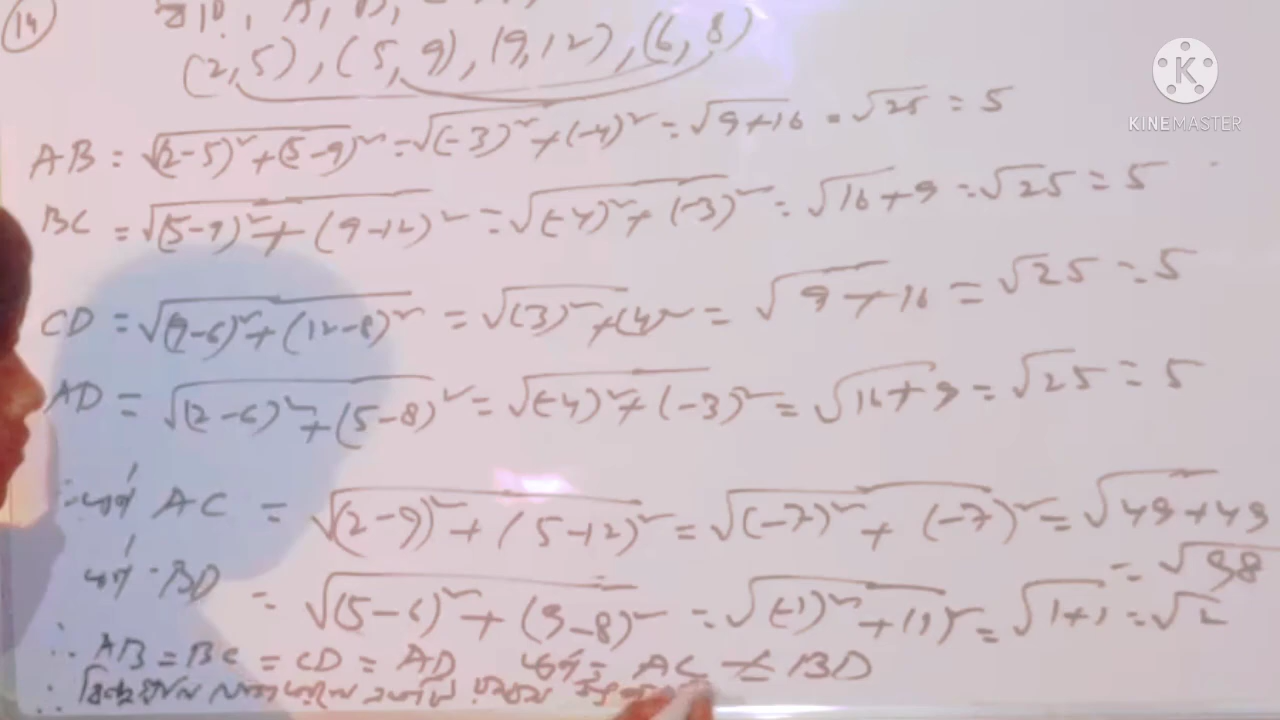 14
(2,5), (5,9), (9,12), (6,8)
KINEMASTER
AB = √(2-5)² + (5-9)² = √(-3)² + (-4)² = √9+16 = √25 = 5
BC = √(5-9)² + (9-12)² = √(-4)² + (-3)² = √16+9 = √25 = 5
CD = √(9-6)² + (12-8)² = √(3)² + (4)² = √9+16 = √25 = 5
AD = √(2-6)² + (5-8)² = √(-4)² + (-3)² = √16+9 = √25 = 5
কর্ণ AC = √(2-9)² + (5-12)² = √(-7)² + (-7)² = √49+49
= √98
কর্ণ BD = √(5-6)² + (9-8)² = √(-1)² + (1)² = √1+1 = √2
∴ AB = BC = CD = AD কর্ণ AC ≠ BD
∴